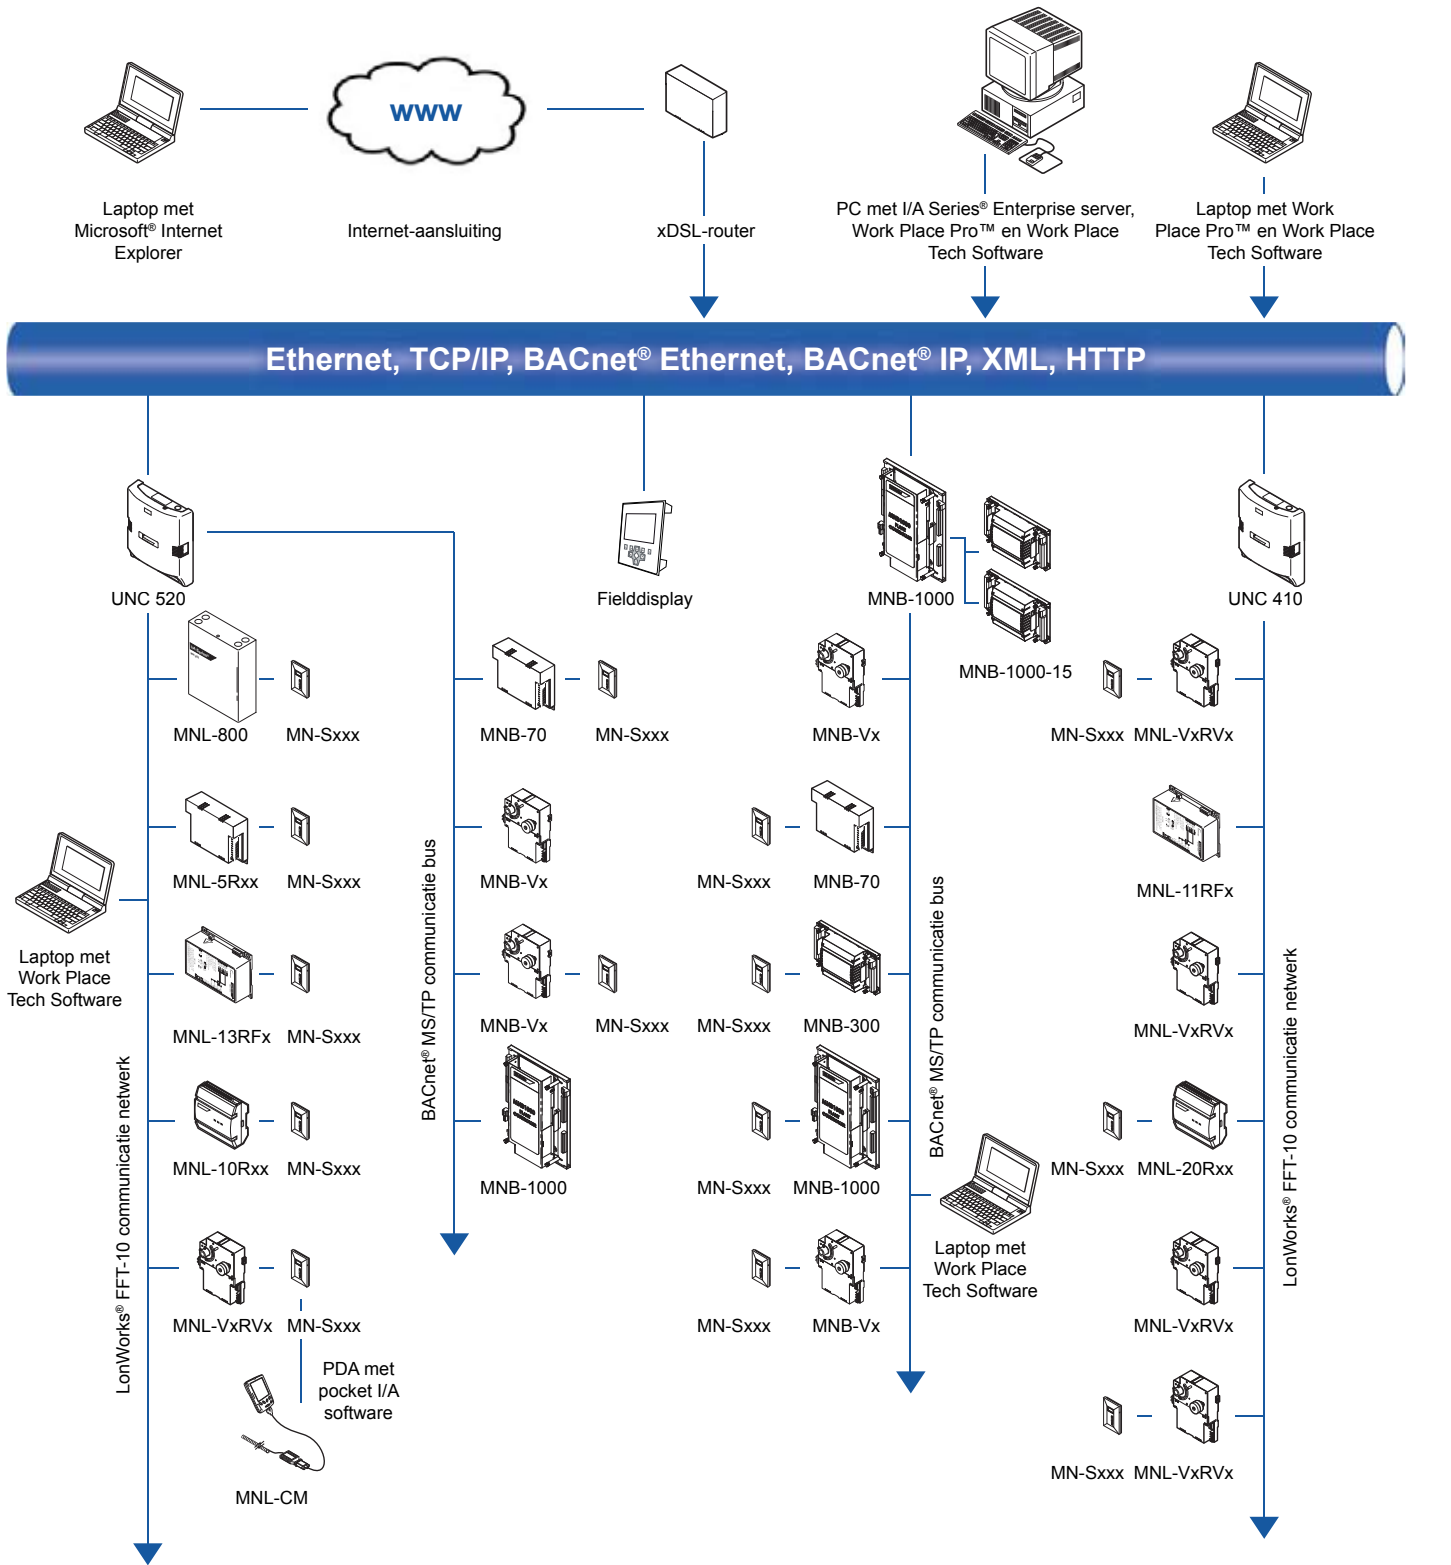 www
Laptop met
Microsoft® Internet
Explorer
Internet-aansluiting
xDSL-router
PC met I/A Series® Enterprise server,
Work Place Pro™ en Work Place
Tech Software
Laptop met Work
Place Pro™ en Work Place
Tech Software
Ethernet, TCP/IP, BACnet® Ethernet, BACnet® IP, XML, HTTP
UNC 520
Fielddisplay
MNB-1000
MNB-1000-15
UNC 410
MNL-800
MN-Sxxx
MNB-70
MN-Sxxx
MNB-Vx
MN-Sxxx
MNL-VxRVx
MNL-5Rxx
MN-Sxxx
MNB-Vx
MN-Sxxx
MNB-70
MNL-11RFx
Laptop met
Work Place
Tech Software
MNL-13RFx
MN-Sxxx
MNB-Vx
MN-Sxxx
MN-Sxxx
MNB-300
MNL-VxRVx
MNL-10Rxx
MN-Sxxx
MNB-1000
MN-Sxxx
MNB-1000
MN-Sxxx
MNL-20Rxx
Laptop met
Work Place
Tech Software
MNL-VxRVx
MN-Sxxx
MN-Sxxx
MNB-Vx
MNL-VxRVx
PDA met
pocket I/A
software
MNL-CM
MN-Sxxx
MNL-VxRVx
LonWorks® FFT-10 communicatie netwerk
BACnet® MS/TP communicatie bus
BACnet® MS/TP communicatie bus
LonWorks® FFT-10 communicatie netwerk